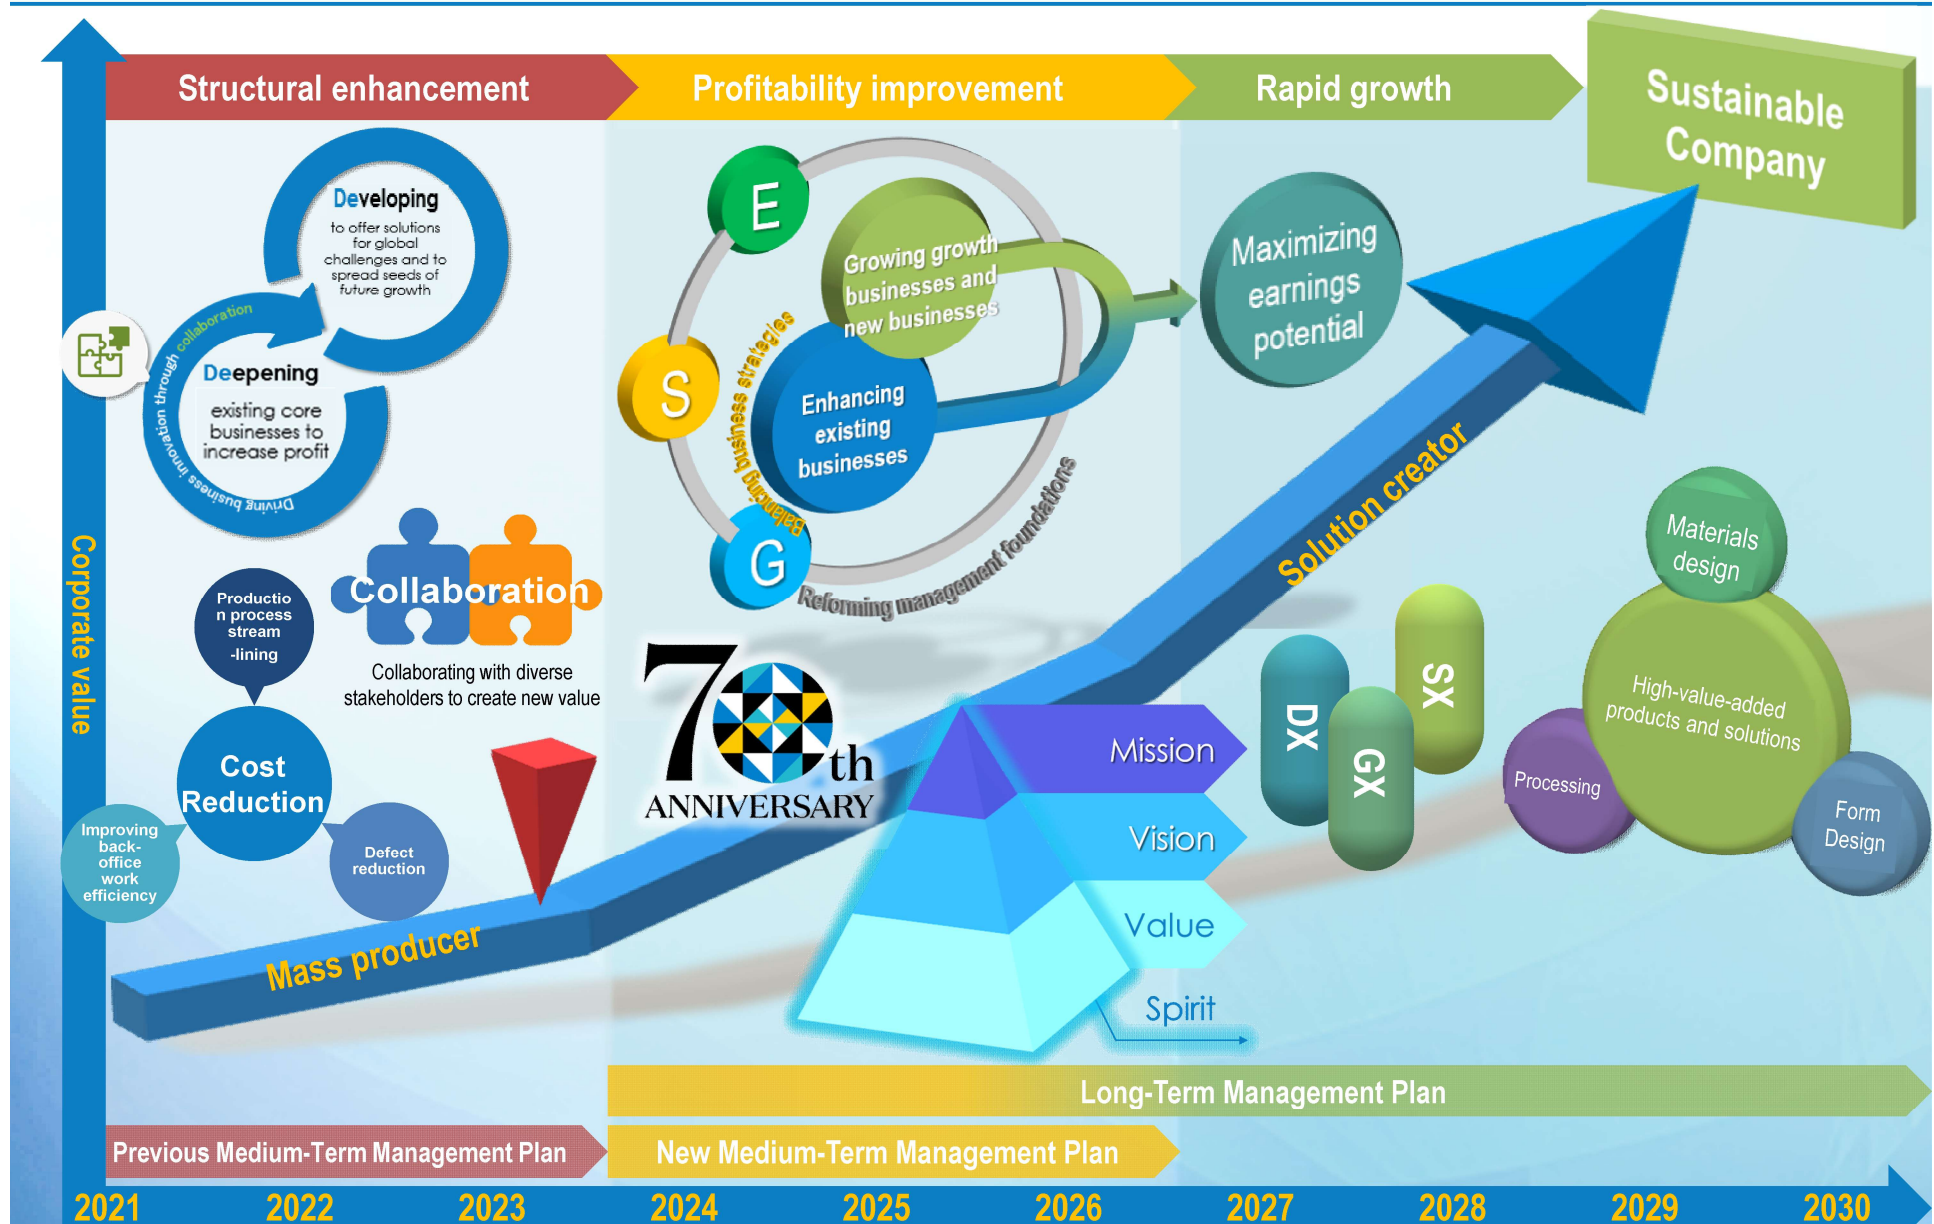 Structural enhancement
Profitability improvement
Rapid growth
Sustainable
Company
Corporate value
Developing
to offer solutions
for global
challenges and to
spread seeds of
future growth
Driving business innovation through collaboration
Deepening
existing core
businesses to
increase profit
Collaboration
Collaborating with diverse
stakeholders to create new value
Productio
n process
stream
-lining
Cost
Reduction
Improving
back-
office
work
efficiency
Defect
reduction
Mass producer
E
S
G
Growing growth
businesses and
new businesses
Balancing business strategies
Enhancing
existing
businesses
Reforming management foundations
70th
ANNIVERSARY
Mission
Vision
Value
Spirit
Maximizing
earnings
potential
Solution creator
DX
GX
SX
Materials
design
High-value-added
products and solutions
Processing
Form
Design
Long-Term Management Plan
Previous Medium-Term Management Plan
New Medium-Term Management Plan
2021
2022
2023
2024
2025
2026
2027
2028
2029
2030